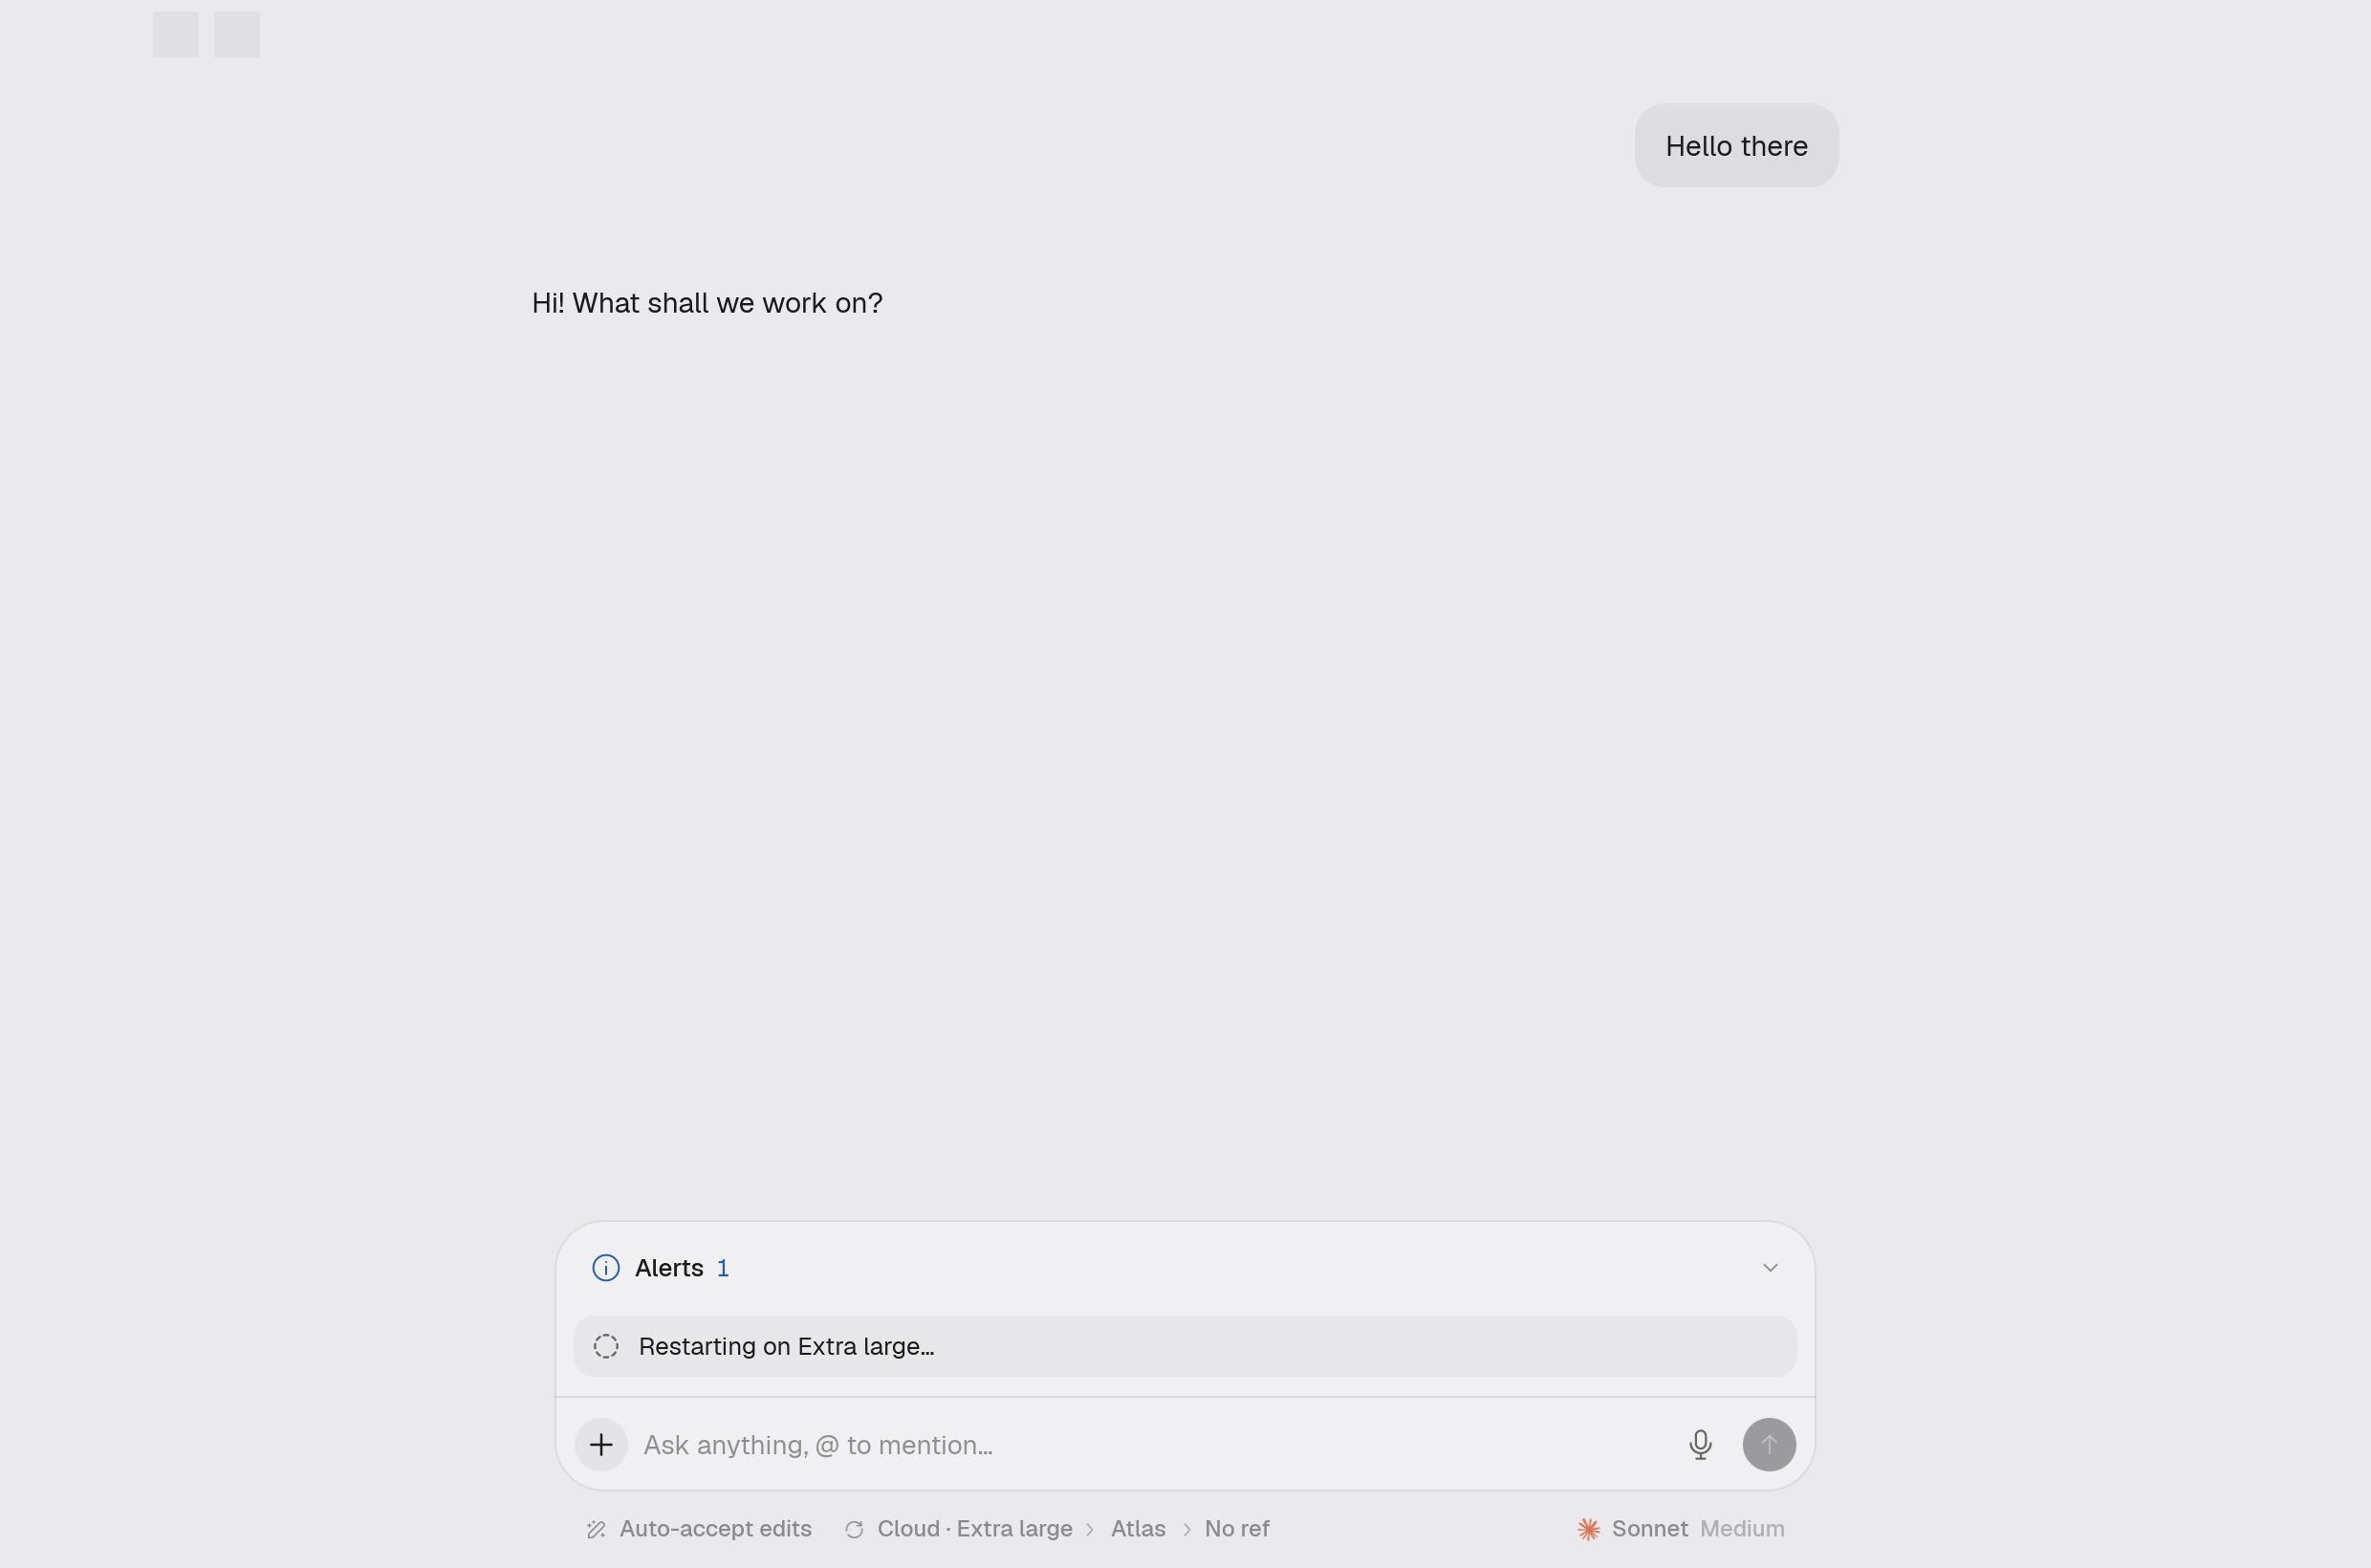 Hello there
Hi! What shall we work on?
Alerts 1
Restarting on Extra large…
Ask anything, @ to mention…
Auto-accept edits Cloud · Extra large Atlas No ref Sonnet Medium